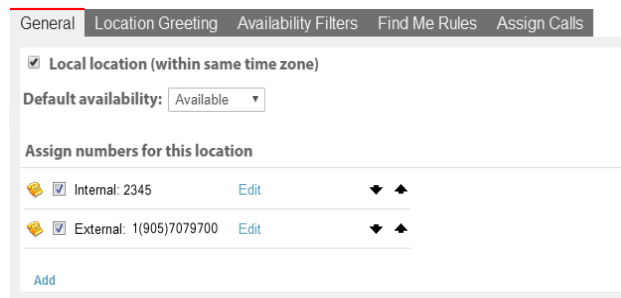 General Location Greeting Availability Filters Find Me Rules Assign Calls
Local location (within same time zone)
Default availability: Available
Assign numbers for this location
Internal: 2345 Edit
External: 1(905)7079700 Edit
Add